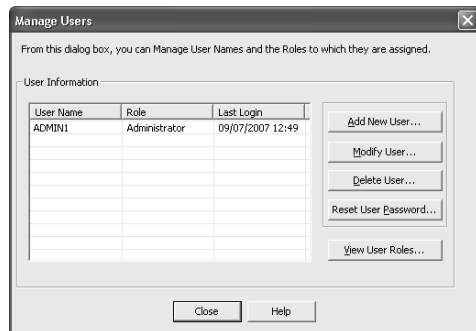 Manage Users
From this dialog box, you can Manage User Names and the Roles to which they are assigned.
User Information
User Name Role Last Login
ADMIN1 Administrator 09/07/2007 12:49
Add New User...
Modify User...
Delete User...
Reset User Password...
View User Roles...
Close Help